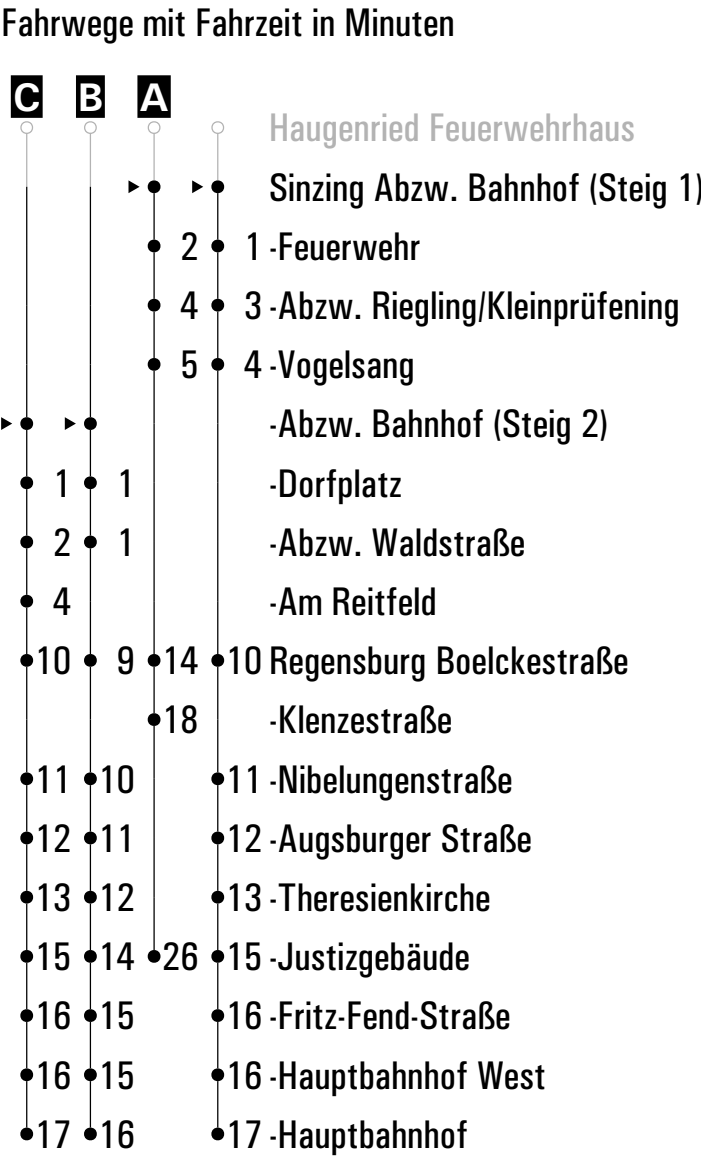 Fahrwege mit Fahrzeit in Minuten
C B A
Haugenried Feuerwehrhaus
Sinzing Abzw. Bahnhof (Steig 1)
2 1 -Feuerwehr
4 3 -Abzw. Riegling/Kleinprüfening
5 4 -Vogelsang
-Abzw. Bahnhof (Steig 2)
1 1 -Dorfplatz
2 1 -Abzw. Waldstraße
4 -Am Reitfeld
10 9 14 10 Regensburg Boelckestraße
18 -Klenzestraße
11 10 11 -Nibelungenstraße
12 11 12 -Augsburger Straße
13 12 13 -Theresienkirche
15 14 26 15 -Justizgebäude
16 15 16 -Fritz-Fend-Straße
16 15 16 -Hauptbahnhof West
17 16 17 -Hauptbahnhof